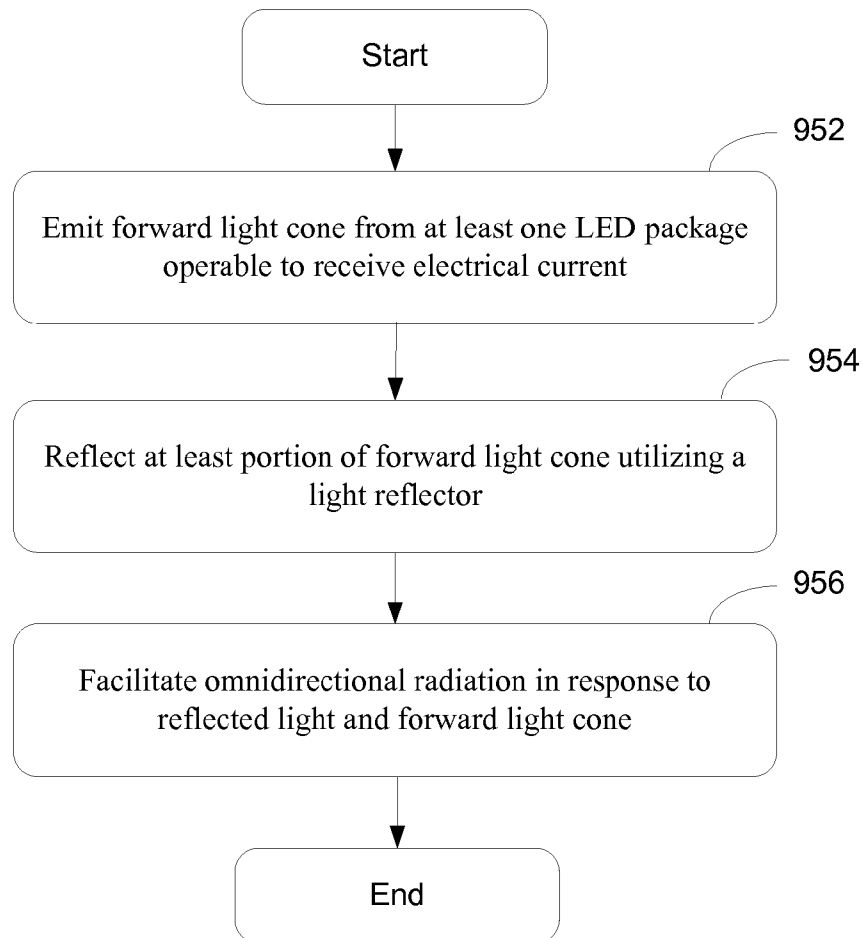 Start
952
Emit forward light cone from at least one LED package
operable to receive electrical current
954
Reflect at least portion of forward light cone utilizing a
light reflector
956
Facilitate omnidirectional radiation in response to
reflected light and forward light cone
End